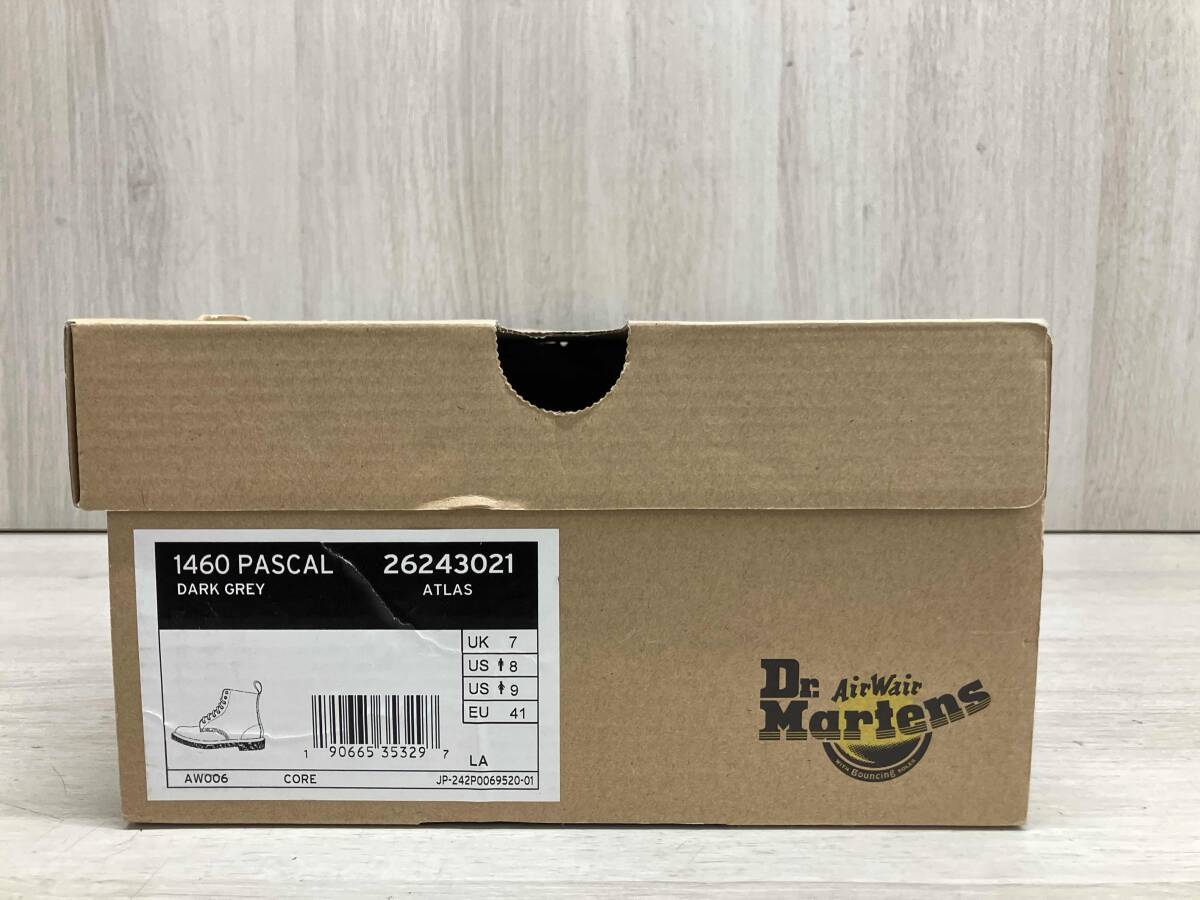 1460 PASCAL 26243021
DARK GREY ATLAS
UK 7
US 8
US 9
EU 41
1 90665 35329 7
LA
AW006 CORE JP-242P0069520-01
Dr. AirWair
Martens
WITH Bouncing SOLES